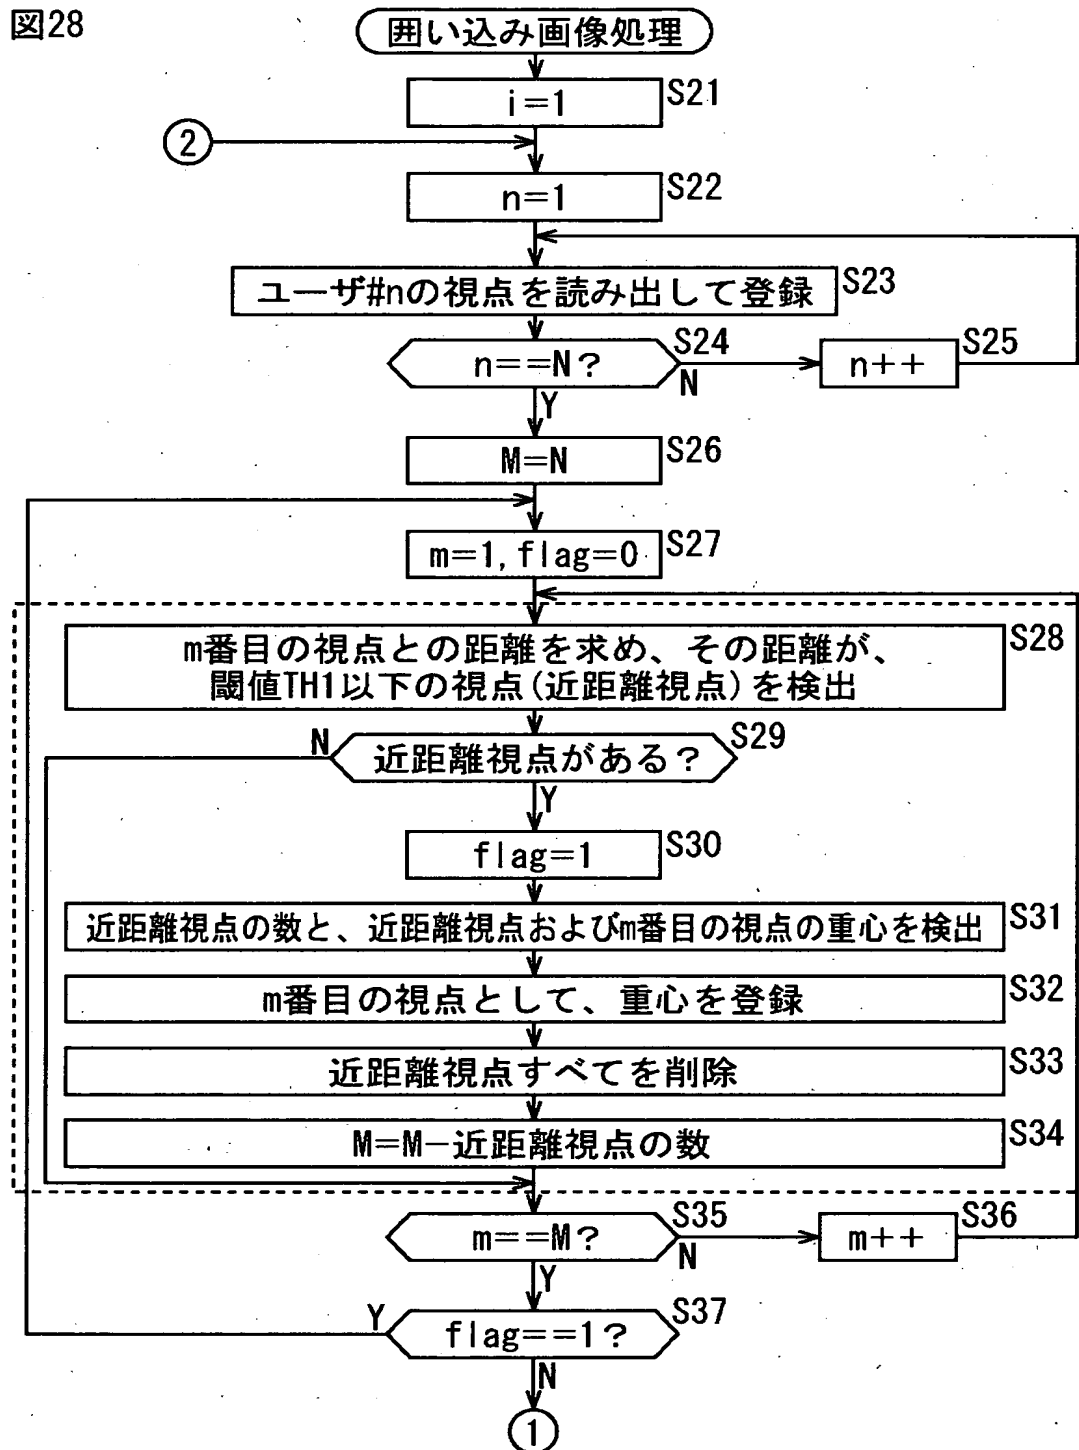 図28
囲い込み画像処理
i=1
S21
②
n=1
S22
ユーザ#nの視点を読み出して登録
S23
n==N?
S24
N
Y
n++
S25
M=N
S26
m=1,flag=0
S27
m番目の視点との距離を求め、その距離が、
閾値TH1以下の視点(近距離視点)を検出
S28
近距離視点がある?
S29
N
Y
flag=1
S30
近距離視点の数と、近距離視点およびm番目の視点の重心を検出
S31
m番目の視点として、重心を登録
S32
近距離視点すべてを削除
S33
M=M-近距離視点の数
S34
m==M?
S35
N
Y
m++
S36
flag==1?
S37
Y
N
①